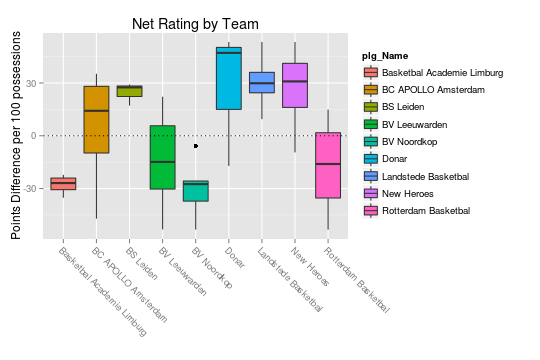 Net Rating by Team
Points Difference per 100 possessions
30
0
-30
Basketbal Academie Limburg
BC APOLLO Amsterdam
BS Leiden
BV Leeuwarden
BV Noordkop
Donar
Landstede Basketbal
New Heroes
Rotterdam Basketbal
plg_Name
Basketbal Academie Limburg
BC APOLLO Amsterdam
BS Leiden
BV Leeuwarden
BV Noordkop
Donar
Landstede Basketbal
New Heroes
Rotterdam Basketbal